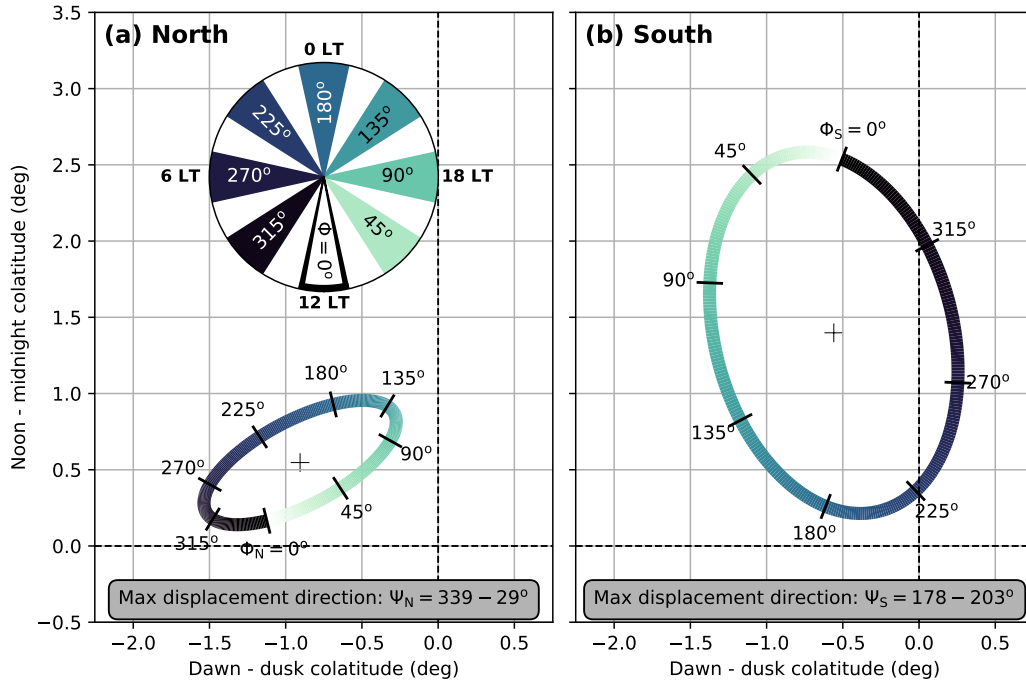 (a) North
0 LT
180°
225°
135°
6 LT
270°
90°
18 LT
315°
45°
Φ = 0°
12 LT
180°
135°
225°
90°
270°
45°
315°
Φ_N = 0°
Max displacement direction: Ψ_N = 339 − 29°
3.5
3.0
2.5
2.0
1.5
1.0
0.5
0.0
−0.5
Noon - midnight colatitude (deg)
−2.0 −1.5 −1.0 −0.5 0.0
Dawn - dusk colatitude (deg)
(b) South
Φ_S = 0°
45°
315°
90°
270°
135°
225°
180°
Max displacement direction: Ψ_S = 178 − 203°
−2.0 −1.5 −1.0 −0.5 0.0 0.5
Dawn - dusk colatitude (deg)